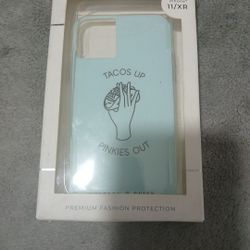 11/XR
TACOS UP
PINKIES OUT
PREMIUM FASHION PROTECTION